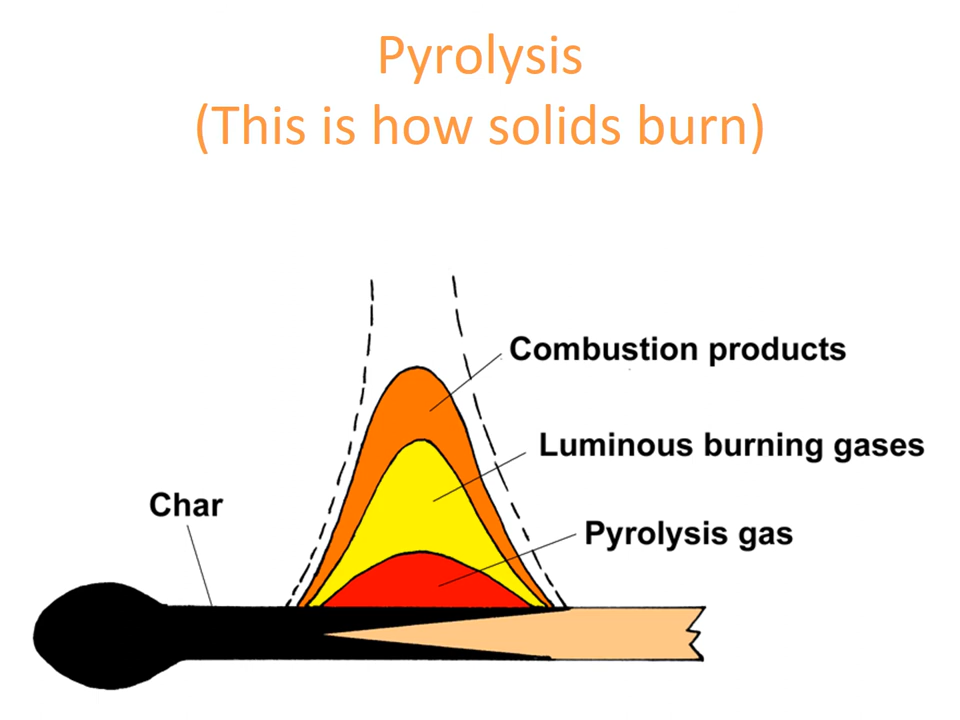 Pyrolysis
(This is how solids burn)
Combustion products
Luminous burning gases
Char
Pyrolysis gas